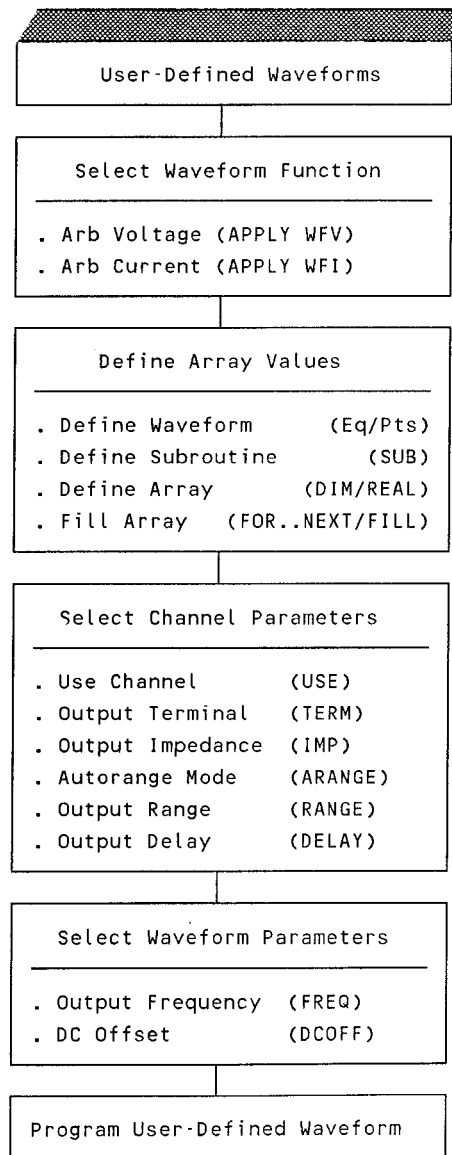 User-Defined Waveforms
Select Waveform Function
. Arb Voltage (APPLY WFV)
. Arb Current (APPLY WFI)
Define Array Values
. Define Waveform (Eq/Pts)
. Define Subroutine (SUB)
. Define Array (DIM/REAL)
. Fill Array (FOR..NEXT/FILL)
Select Channel Parameters
. Use Channel (USE)
. Output Terminal (TERM)
. Output Impedance (IMP)
. Autorange Mode (ARANGE)
. Output Range (RANGE)
. Output Delay (DELAY)
Select Waveform Parameters
. Output Frequency (FREQ)
. DC Offset (DCOFF)
Program User-Defined Waveform